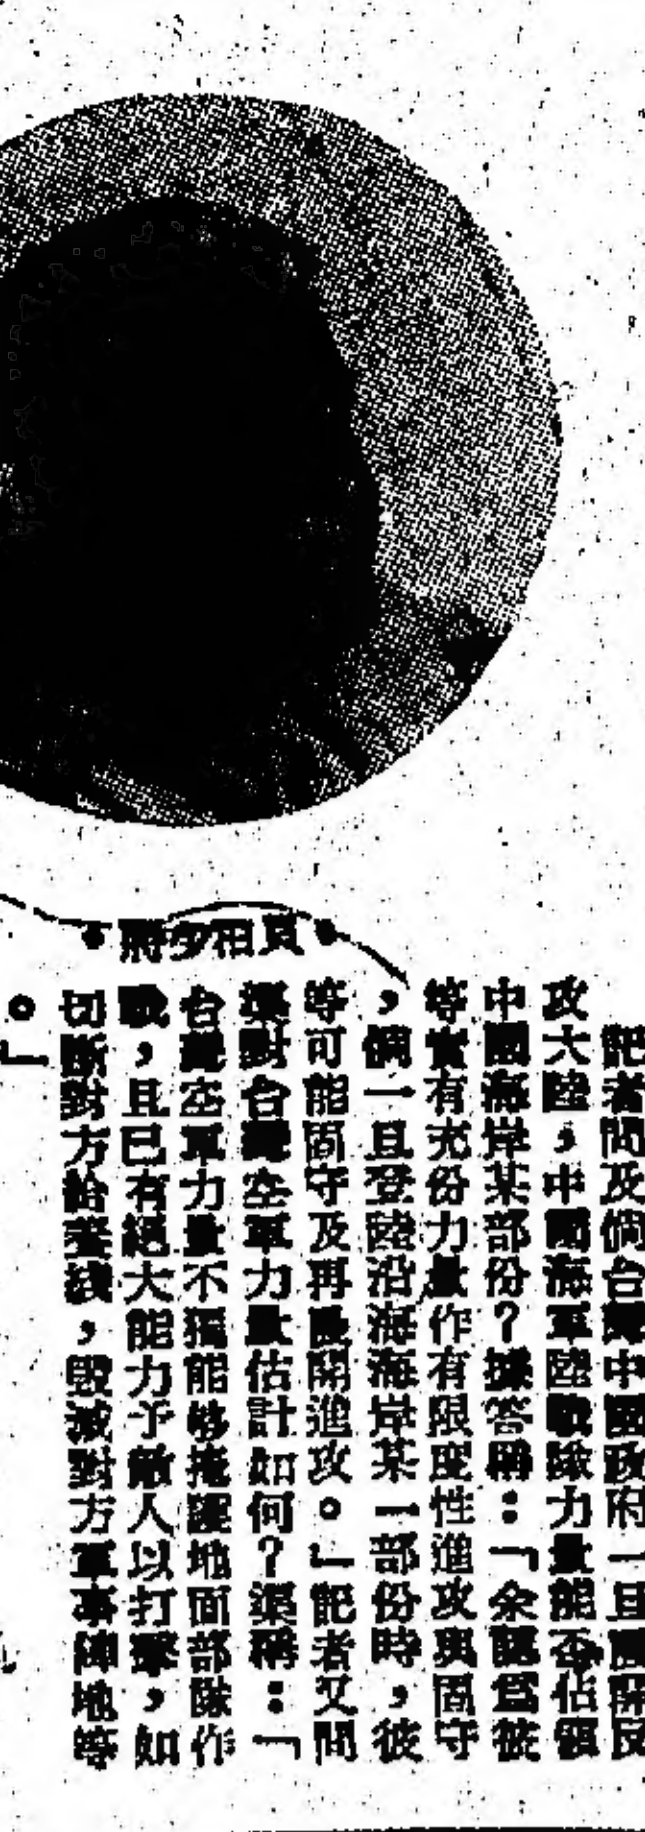 貝柏少將
記者問及倘台灣中國政府一旦展開反
攻大陸，中國海軍陸戰隊力量能否佔領
中國海岸某部份？據答稱：「余認爲彼
等實有充份力量作有限度性進攻與固守
，倘一旦登陸沿海海岸某一部份時，彼
等可能固守及再展開進攻。」記者又問
渠對台灣空軍力量估計如何？渠稱：「
台灣空軍力量不獨能够掩護地面部隊作
戰，且已有絕大能力予敵人以打擊，如
切斷對方給養綫，毀滅對方軍事陣地等
。」